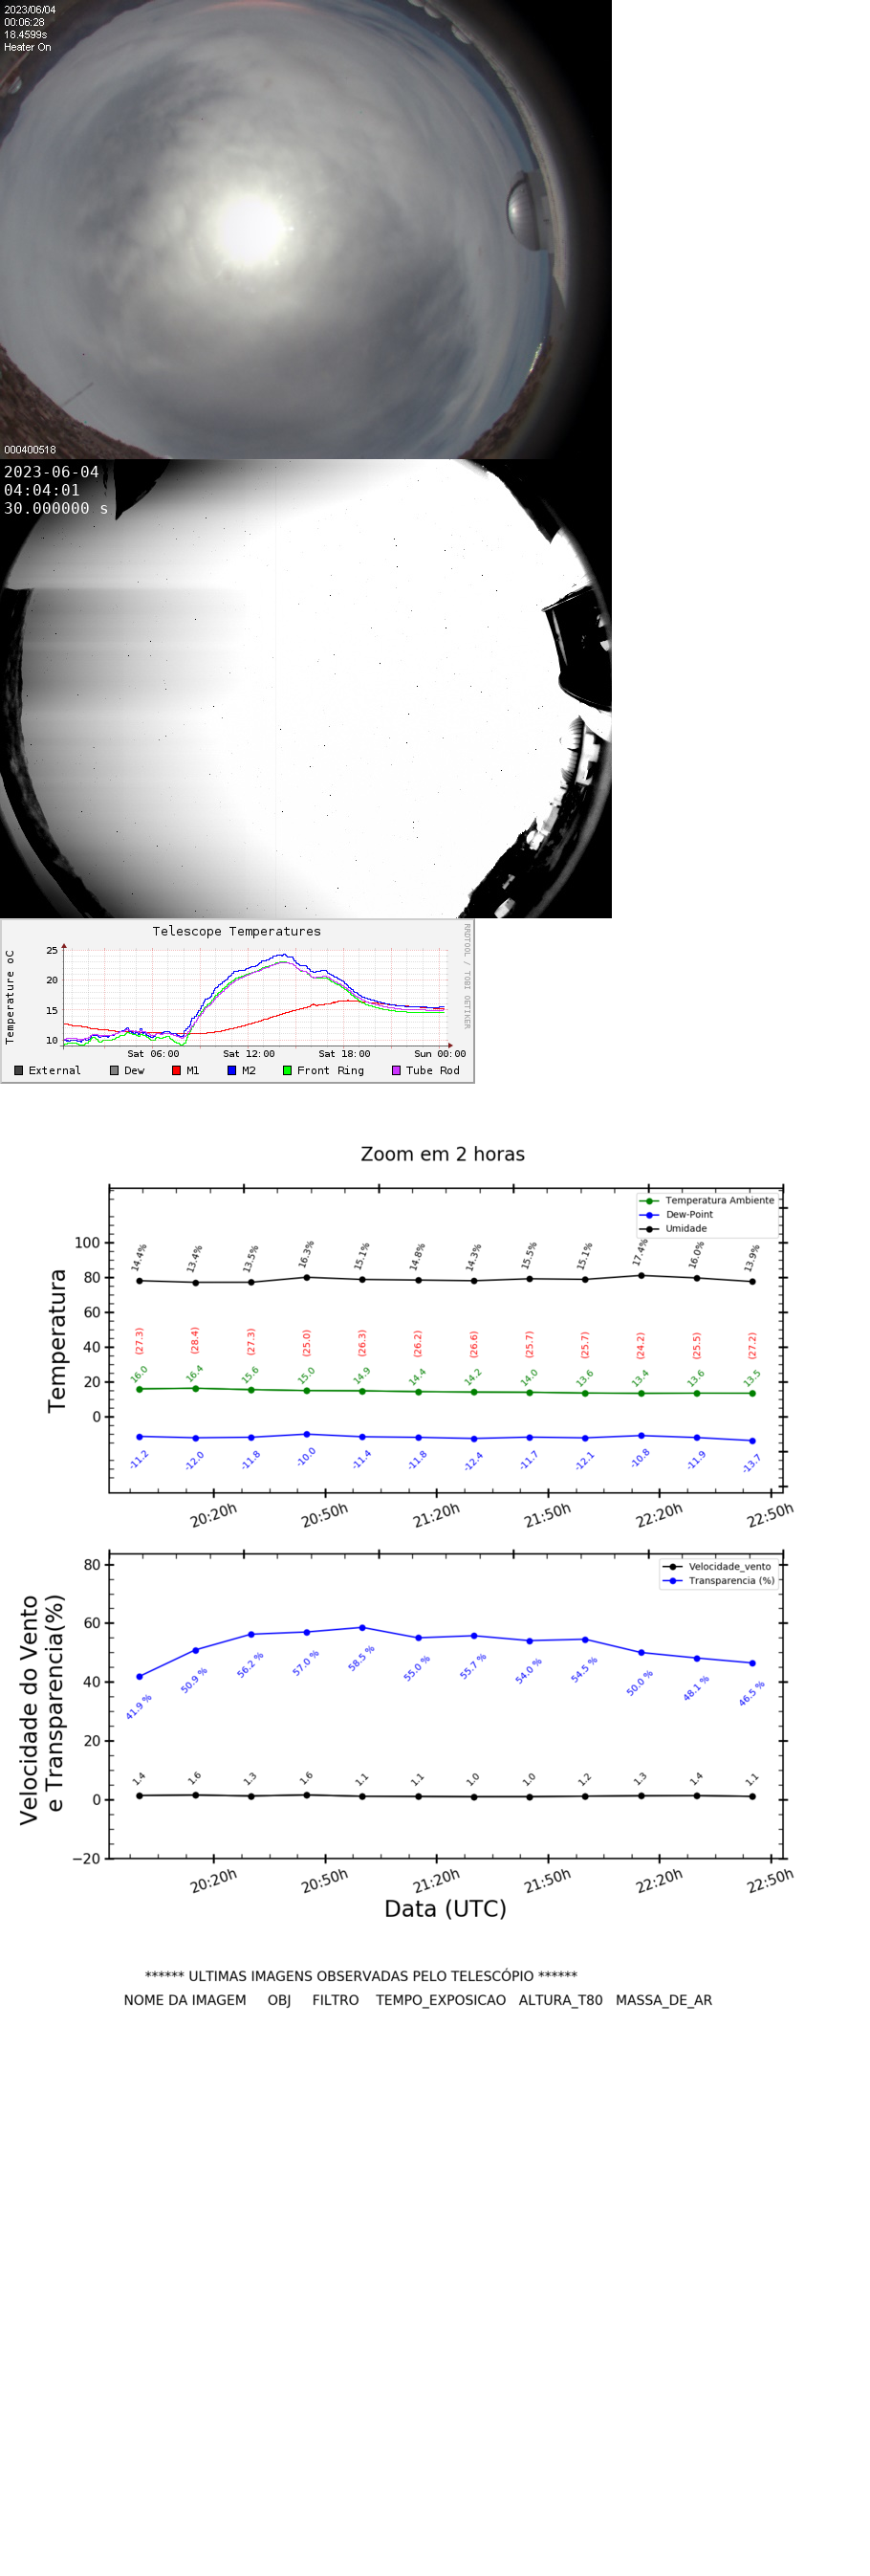 2023/06/04
00:06:28
18.4599s
Heater On
000400518
2023-06-04
04:04:01
30.000000 s
Telescope Temperatures
RRDTOOL / TOBI OETIKER
Temperature oC
25
20
15
10
Sat 06:00 Sat 12:00 Sat 18:00 Sun 00:00
External Dew M1 M2 Front Ring Tube Rod
Zoom em 2 horas
Temperatura Ambiente
Dew-Point
Umidade
Temperatura
100
80
60
40
20
0
14.4% 13.4% 13.5% 16.3% 15.1% 14.8% 14.3% 15.5% 15.1% 17.4% 16.0% 13.9%
(27.3) (28.4) (27.3) (25.0) (26.3) (26.2) (26.6) (25.7) (25.7) (24.2) (25.5) (27.2)
16.0 16.4 15.6 15.0 14.9 14.4 14.2 14.0 13.6 13.4 13.6 13.5
-11.2 -12.0 -11.8 -10.0 -11.4 -11.8 -12.4 -11.7 -12.1 -10.8 -11.9 -13.7
20:20h 20:50h 21:20h 21:50h 22:20h 22:50h
Velocidade_vento
Transparencia (%)
Velocidade do Vento
e Transparencia(%)
80
60
40
20
0
−20
41.9 % 50.9 % 56.2 % 57.0 % 58.5 % 55.0 % 55.7 % 54.0 % 54.5 % 50.0 % 48.1 % 46.5 %
1.4 1.6 1.3 1.6 1.1 1.1 1.0 1.0 1.2 1.3 1.4 1.1
20:20h 20:50h 21:20h 21:50h 22:20h 22:50h
Data (UTC)
****** ULTIMAS IMAGENS OBSERVADAS PELO TELESCÓPIO ******
NOME DA IMAGEM OBJ FILTRO TEMPO_EXPOSICAO ALTURA_T80 MASSA_DE_AR